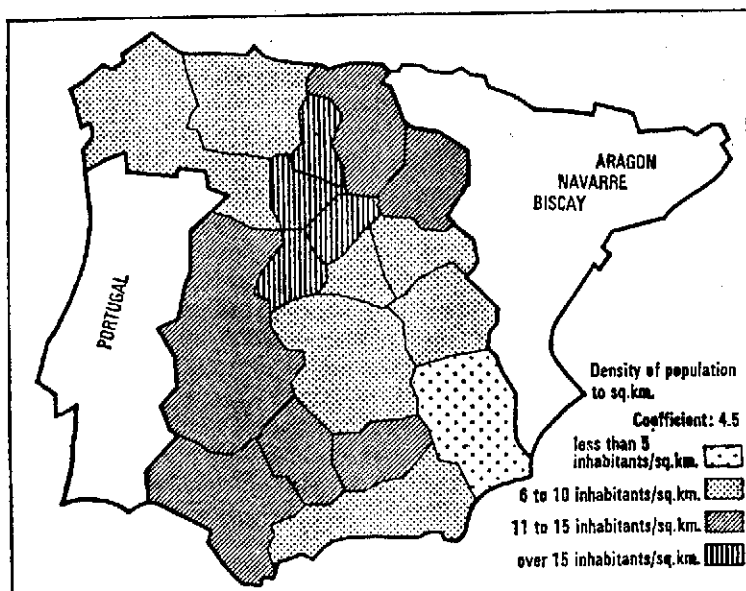 ARAGON
NAVARRE
BISCAY
PORTUGAL
Density of population
to sq.km.
Coefficient: 4.5
less than 5
inhabitants/sq.km.
6 to 10 inhabitants/sq.km.
11 to 15 inhabitants/sq.km.
over 15 inhabitants/sq.km.